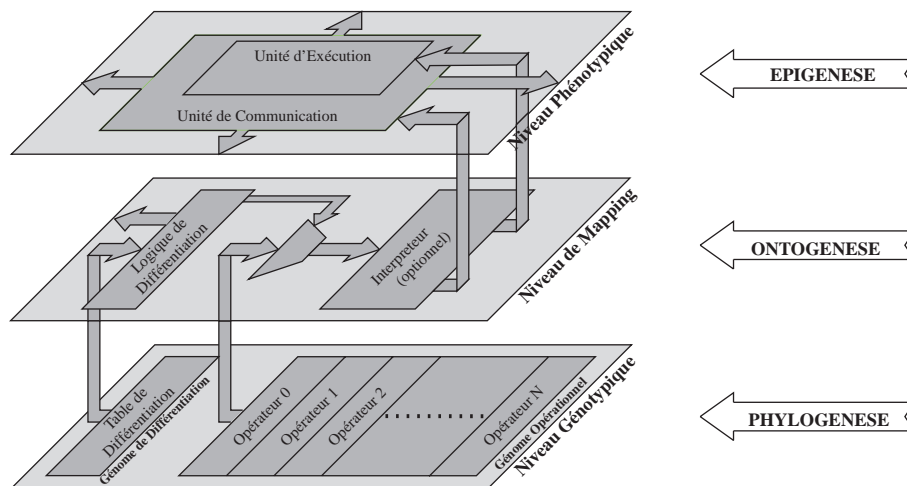 Unité d'Exécution
Unité de Communication
Niveau Phénotypique
EPIGENESE
Logique de
Différentiation
Interpreteur
(optionnel)
Niveau de Mapping
ONTOGENESE
Table de
Différentiation
Génome de Différentiation
Opérateur 0
Opérateur 1
Opérateur 2
Opérateur N
Génome Opérationnel
Niveau Génotypique
PHYLOGENESE